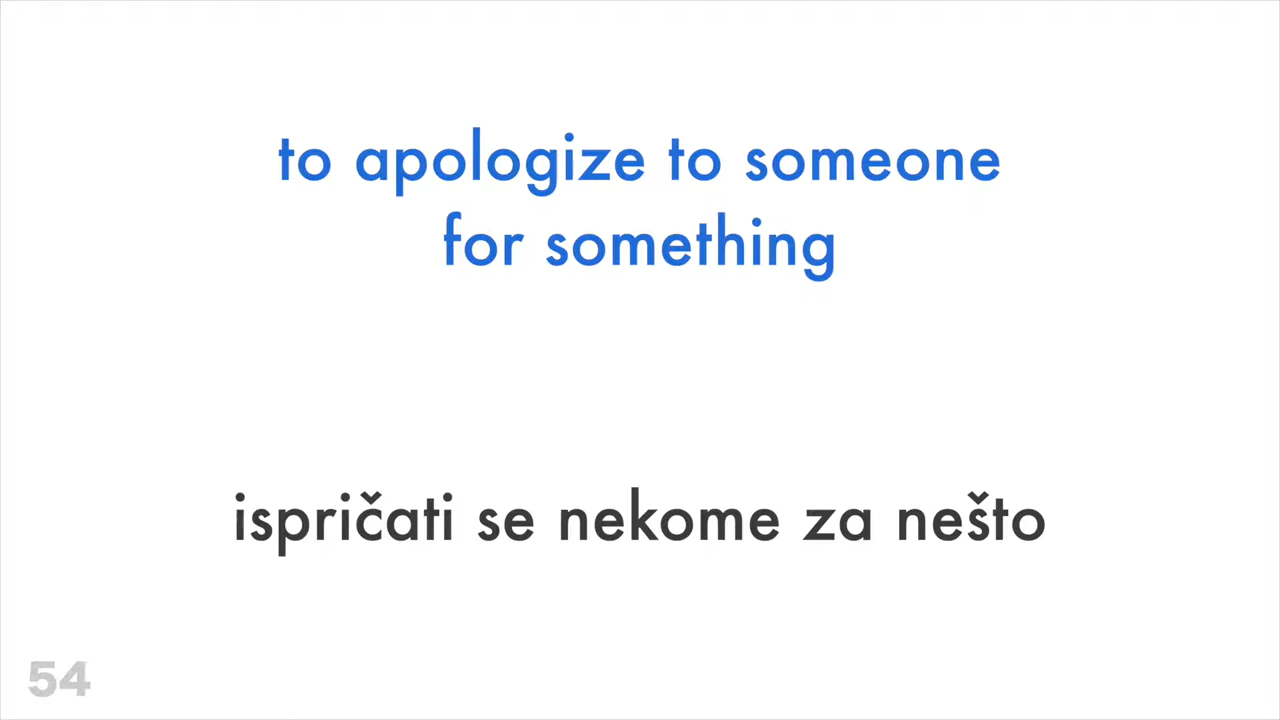 to apologize to someone
for something
ispričati se nekome za nešto
54